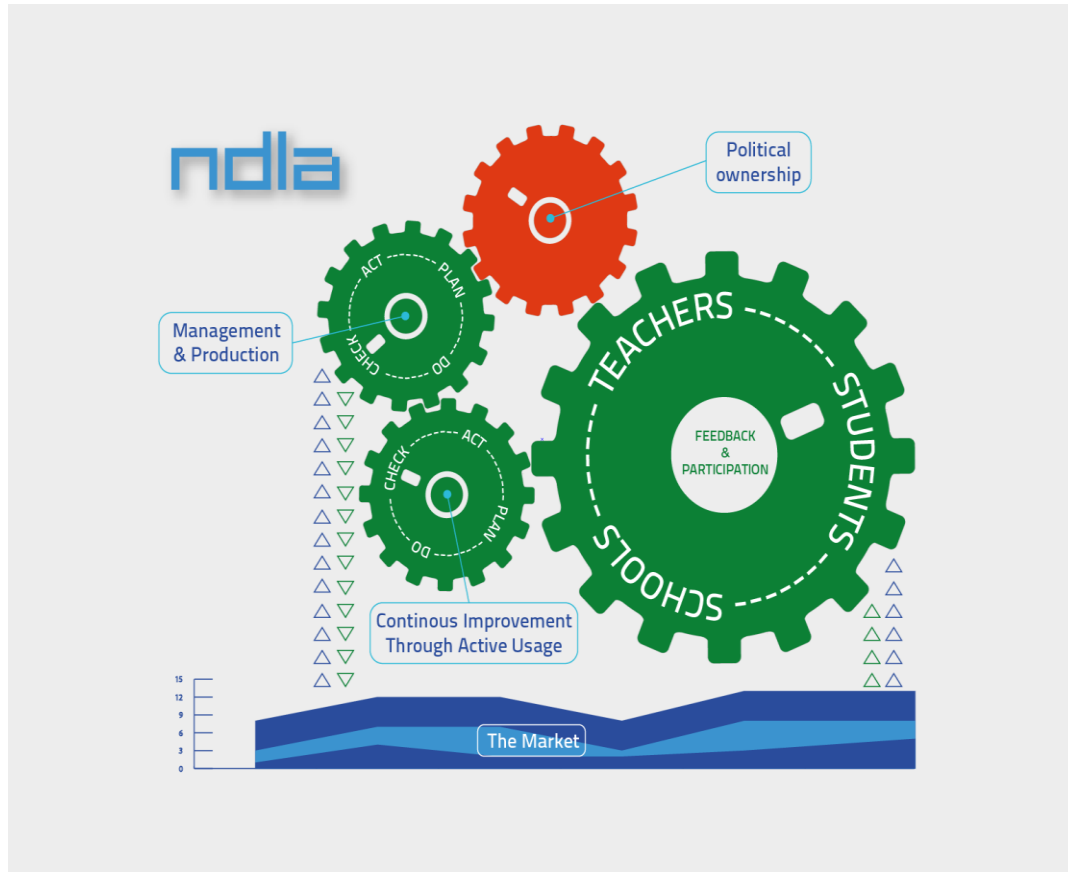 ndla
Political
ownership
ACT
PLAN
DO
CHECK
Management
& Production
TEACHERS
STUDENTS
SCHOOLS
FEEDBACK
&
PARTICIPATION
CHECK
ACT
PLAN
DO
Continous Improvement
Through Active Usage
15
12
9
6
3
0
The Market